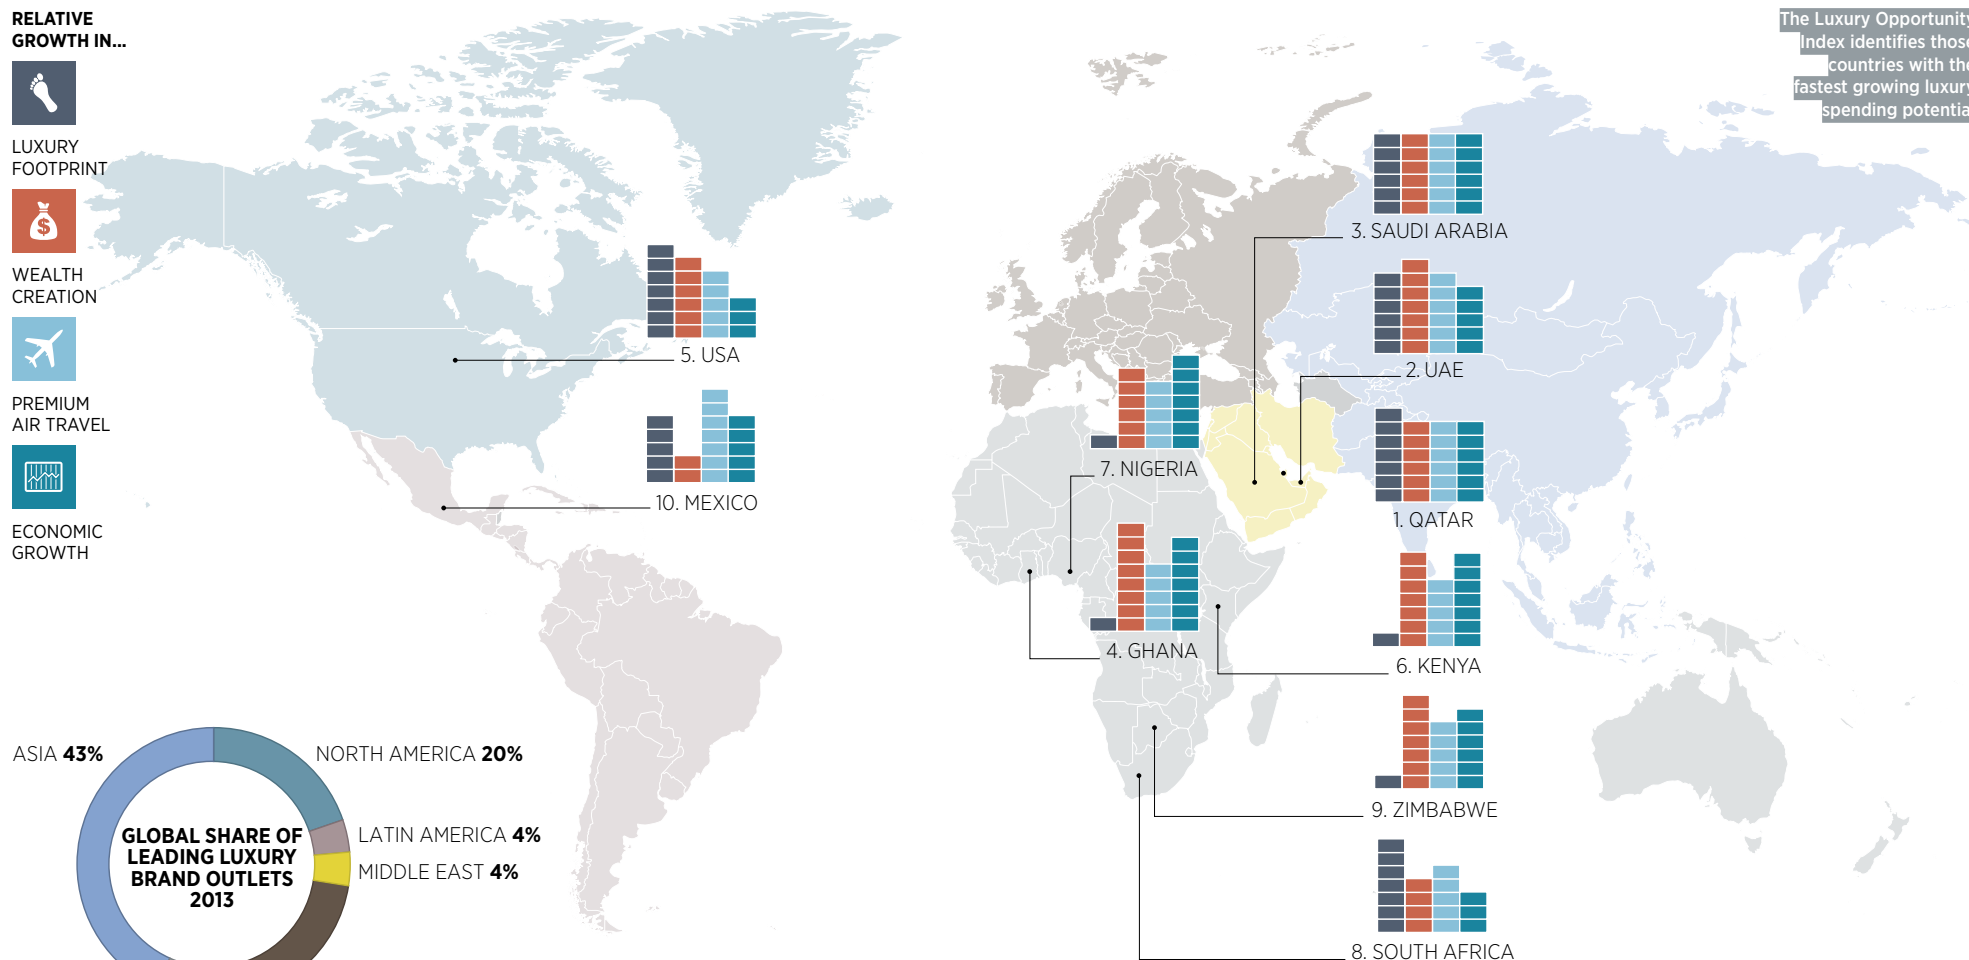 RELATIVE
GROWTH IN...
LUXURY
FOOTPRINT
$
WEALTH
CREATION
PREMIUM
AIR TRAVEL
ECONOMIC
GROWTH
The Luxury Opportunity
Index identifies those
countries with the
fastest growing luxury
spending potential
3. SAUDI ARABIA
5. USA
2. UAE
7. NIGERIA
10. MEXICO
1. QATAR
4. GHANA
6. KENYA
9. ZIMBABWE
8. SOUTH AFRICA
ASIA 43%
NORTH AMERICA 20%
LATIN AMERICA 4%
MIDDLE EAST 4%
GLOBAL SHARE OF
LEADING LUXURY
BRAND OUTLETS
2013